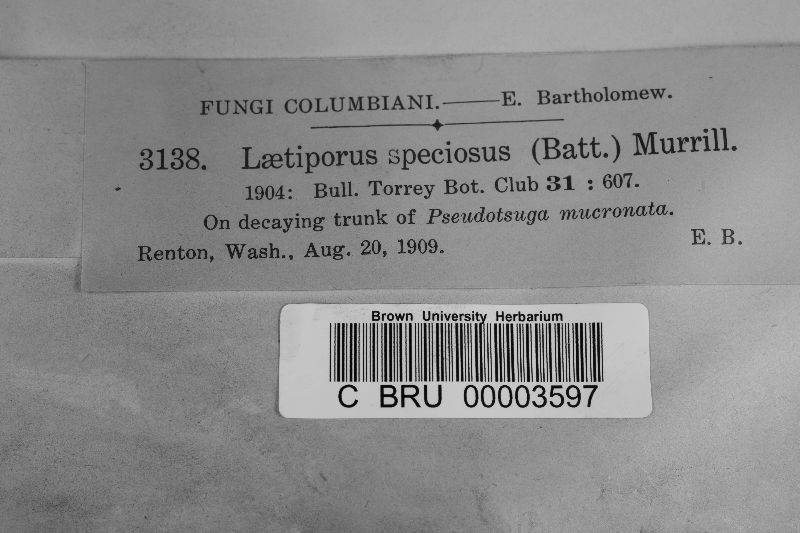 FUNGI COLUMBIANI.——E. Bartholomew.
3138. Lætiporus speciosus (Batt.) Murrill.
1904: Bull. Torrey Bot. Club 31 : 607.
On decaying trunk of Pseudotsuga mucronata.
Renton, Wash., Aug. 20, 1909. E. B.
Brown University Herbarium
C BRU 00003597